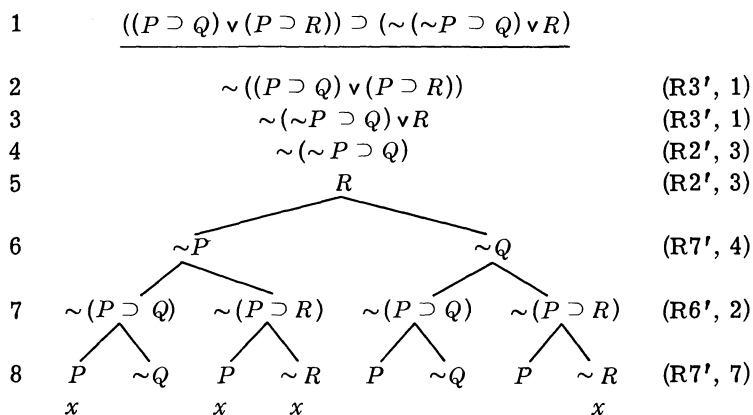 1 ((P ⊃ Q) v (P ⊃ R)) ⊃ (~(~P ⊃ Q) v R)
2 ~((P ⊃ Q) v (P ⊃ R)) (R3′, 1)
3 ~(~P ⊃ Q) v R (R3′, 1)
4 ~(~P ⊃ Q) (R2′, 3)
5 R (R2′, 3)
6 ~P ~Q (R7′, 4)
7 ~(P ⊃ Q) ~(P ⊃ R) ~(P ⊃ Q) ~(P ⊃ R) (R6′, 2)
8 P ~Q P ~R P ~Q P ~R (R7′, 7)
x x x x